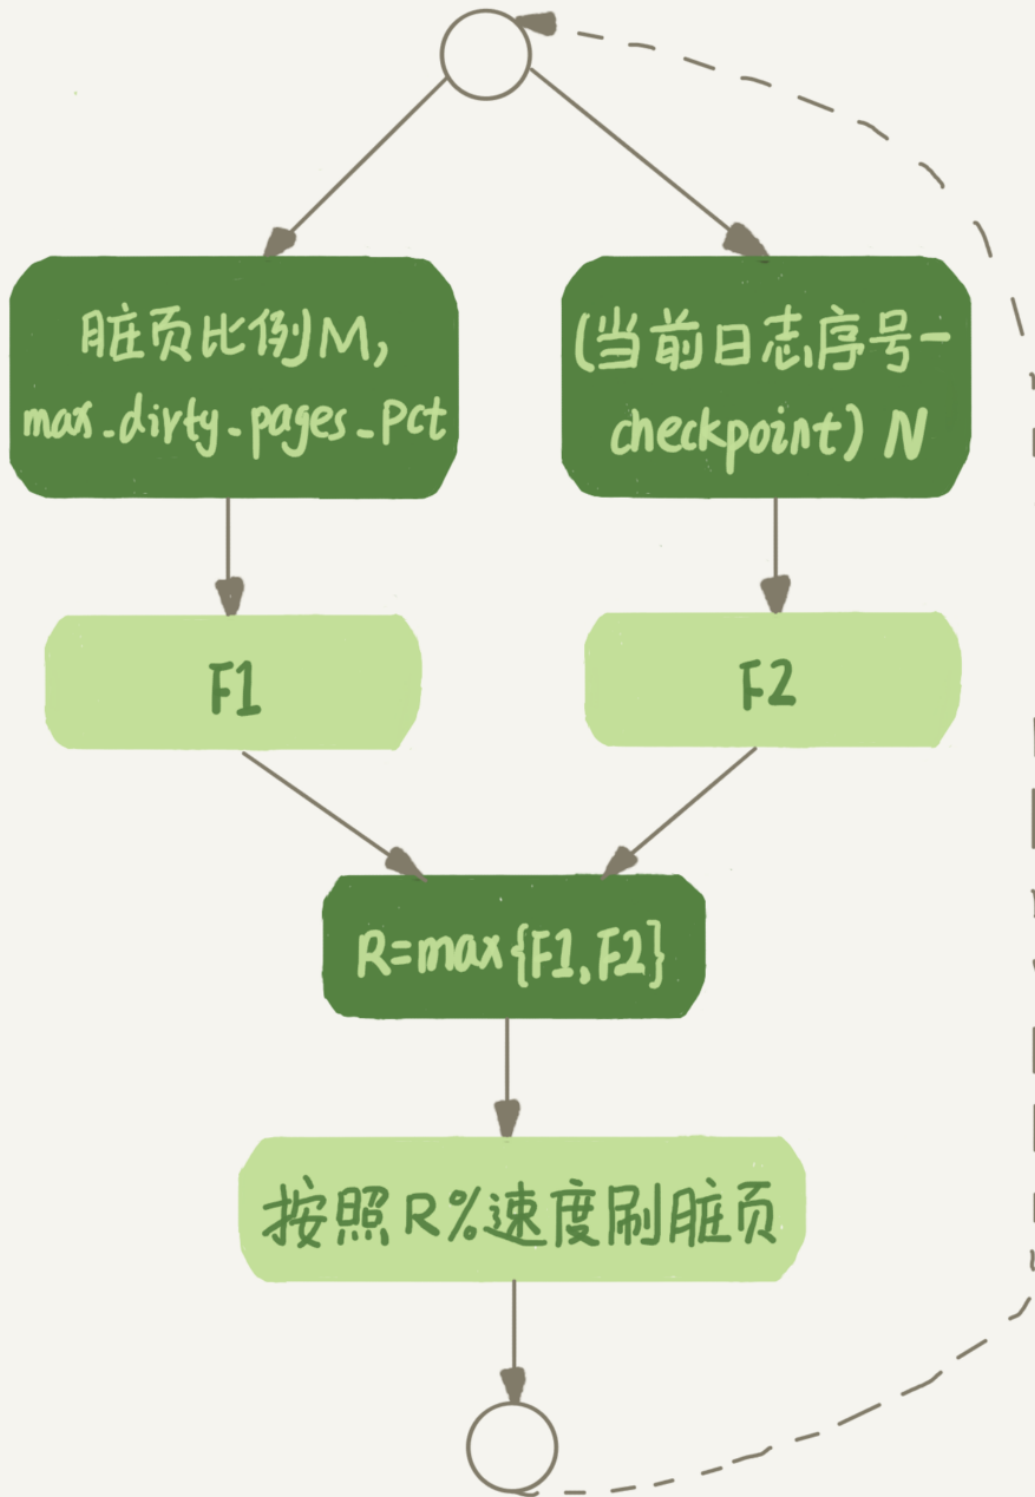 脏页比例M,
max_dirty_pages_pct
(当前日志序号-
checkpoint) N
F1
F2
R=max{F1,F2}
按照R%速度刷脏页